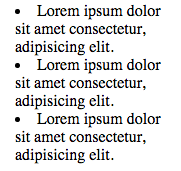 • Lorem ipsum dolor
sit amet consectetur,
adipisicing elit.
• Lorem ipsum dolor
sit amet consectetur,
adipisicing elit.
• Lorem ipsum dolor
sit amet consectetur,
adipisicing elit.